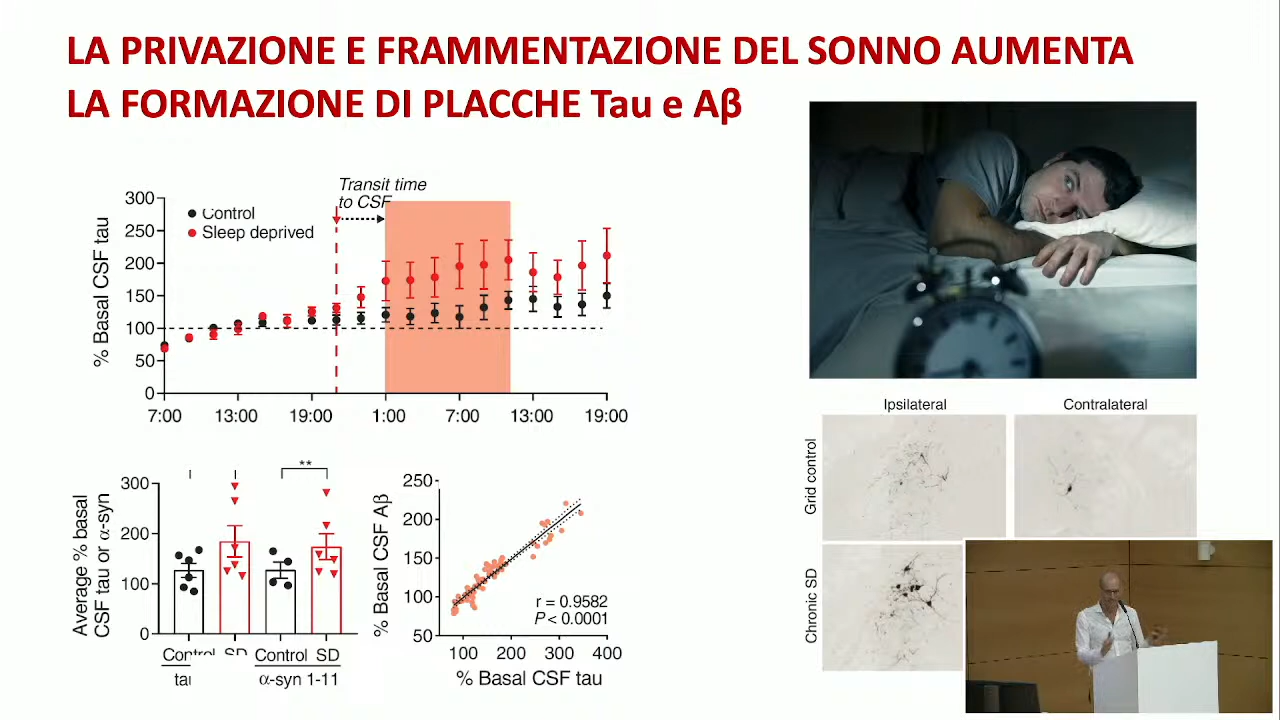 LA PRIVAZIONE E FRAMMENTAZIONE DEL SONNO AUMENTA
LA FORMAZIONE DI PLACCHE Tau e Aβ
Transit time
to CSF
Control
Sleep deprived
% Basal CSF tau
300
250
200
150
100
50
0
7:00 13:00 19:00 1:00 7:00 13:00 19:00
Average % basal
CSF tau or α-syn
300
200
100
0
**
Control SD Control SD
α-syn 1-11
% Basal CSF Aβ
250
200
150
100
50
r = 0.9582
P < 0.0001
100 200 300 400
% Basal CSF tau
Ipsilateral Contralateral
Grid control
Chronic SD